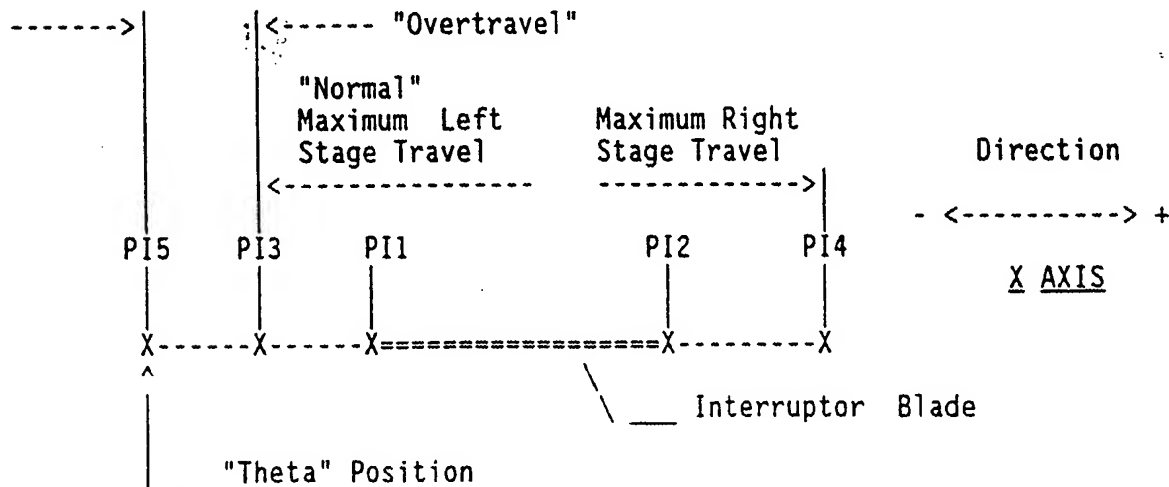 ------->| |<------ "Overtravel"
"Normal"
Maximum Left Maximum Right
Stage Travel Stage Travel Direction
<---------------- ------------->
- <----------> +
PI5 PI3 PI1 PI2 PI4
X AXIS
X------X------X==================X---------X
^
\ ___ Interruptor Blade
"Theta" Position